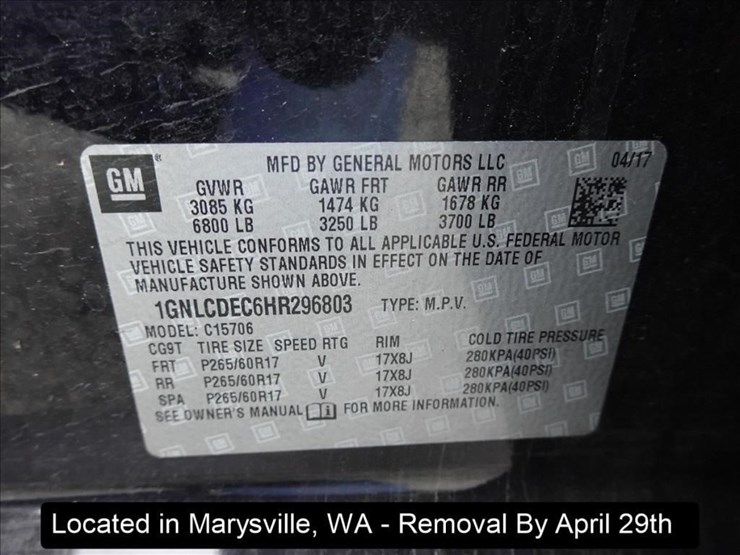 GM
®
MFD BY GENERAL MOTORS LLC 04/17
GVWR GAWR FRT GAWR RR
3085 KG 1474 KG 1678 KG
6800 LB 3250 LB 3700 LB
THIS VEHICLE CONFORMS TO ALL APPLICABLE U.S. FEDERAL MOTOR
VEHICLE SAFETY STANDARDS IN EFFECT ON THE DATE OF
MANUFACTURE SHOWN ABOVE.
1GNLCDEC6HR296803 TYPE: M.P.V.
MODEL: C15706
CG9T TIRE SIZE SPEED RTG RIM COLD TIRE PRESSURE
FRT P265/60R17 V 17X8J 280KPA(40PSI)
RR P265/60R17 V 17X8J 280KPA(40PSI)
SPA P265/60R17 V 17X8J 280KPA(40PSI)
SEE OWNER'S MANUAL i FOR MORE INFORMATION.
Located in Marysville, WA - Removal By April 29th